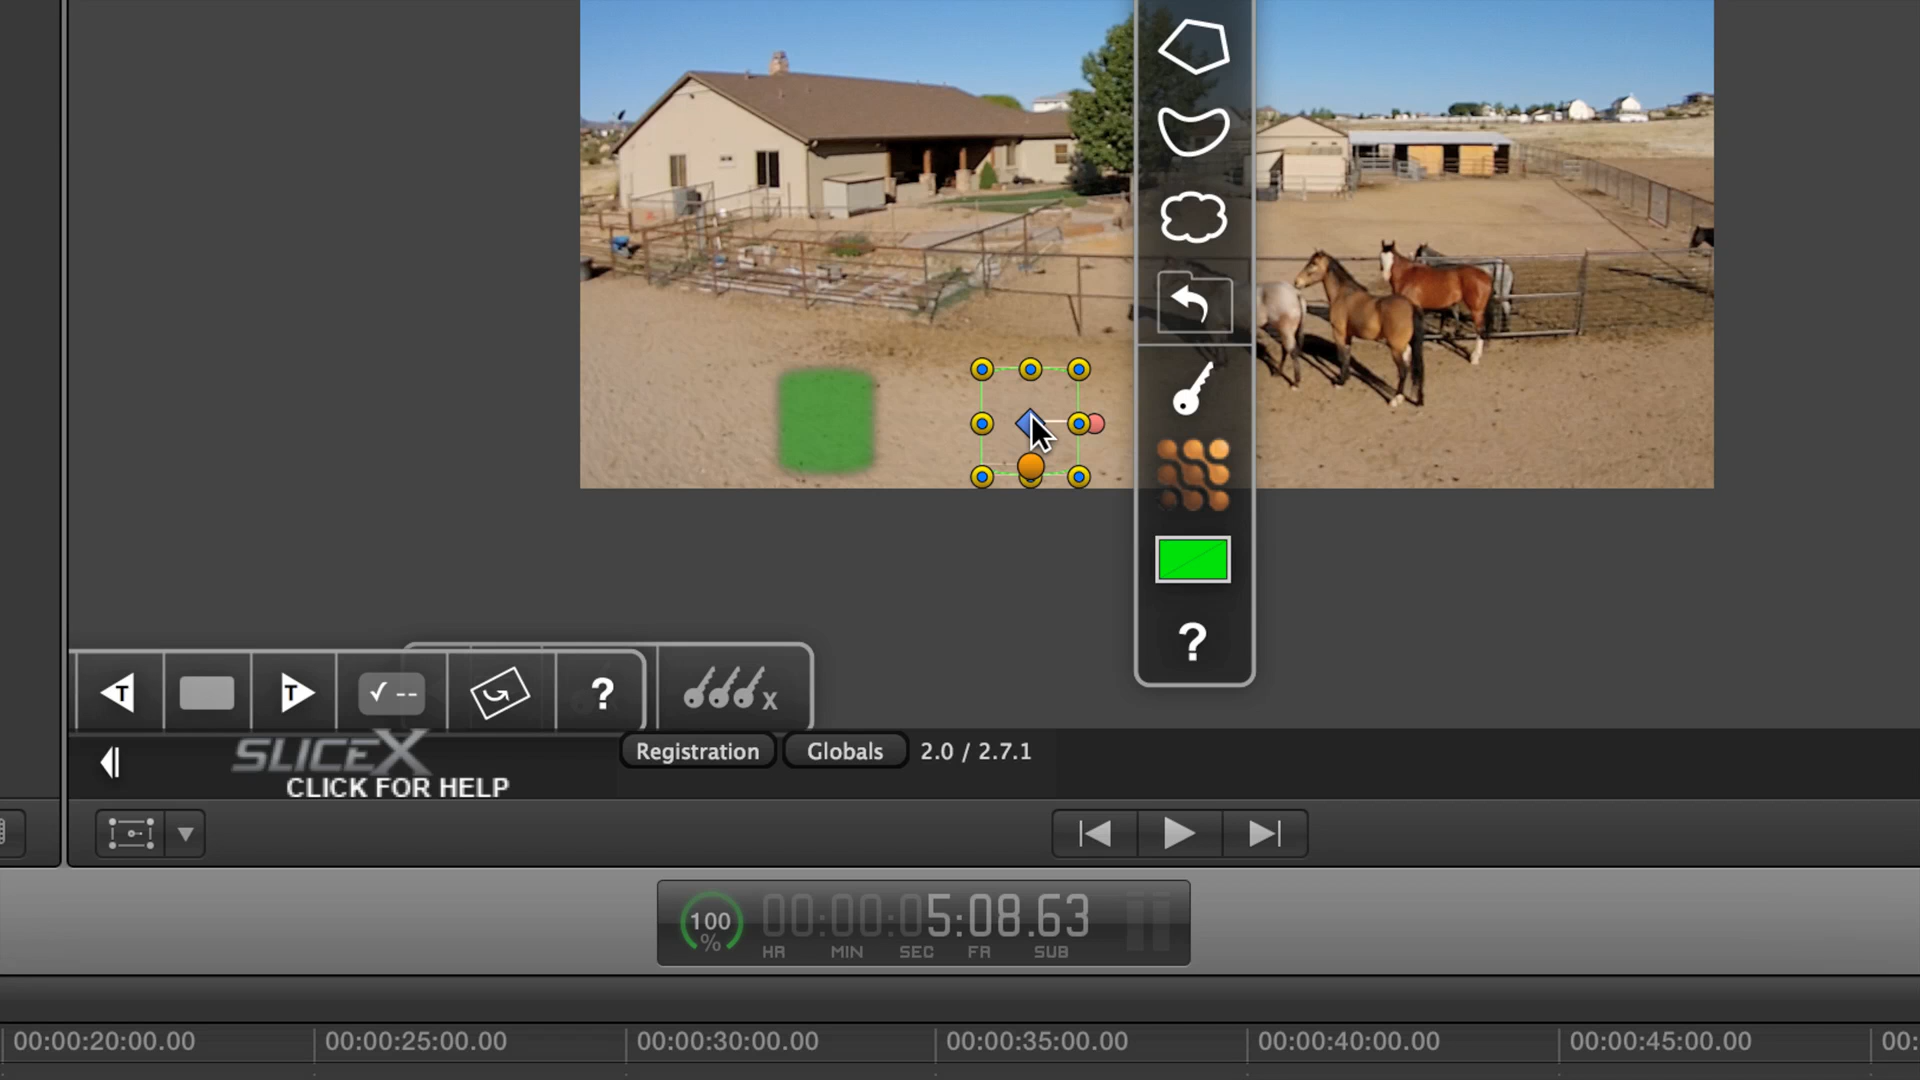 ?
T
T
✓ --
?
x
SLICEX
CLICK FOR HELP
Registration
Globals
2.0 / 2.7.1
100
%
00:00:05:08.63
HR
MIN
SEC
FR
SUB
00:00:20:00.00
00:00:25:00.00
00:00:30:00.00
00:00:35:00.00
00:00:40:00.00
00:00:45:00.00
00: